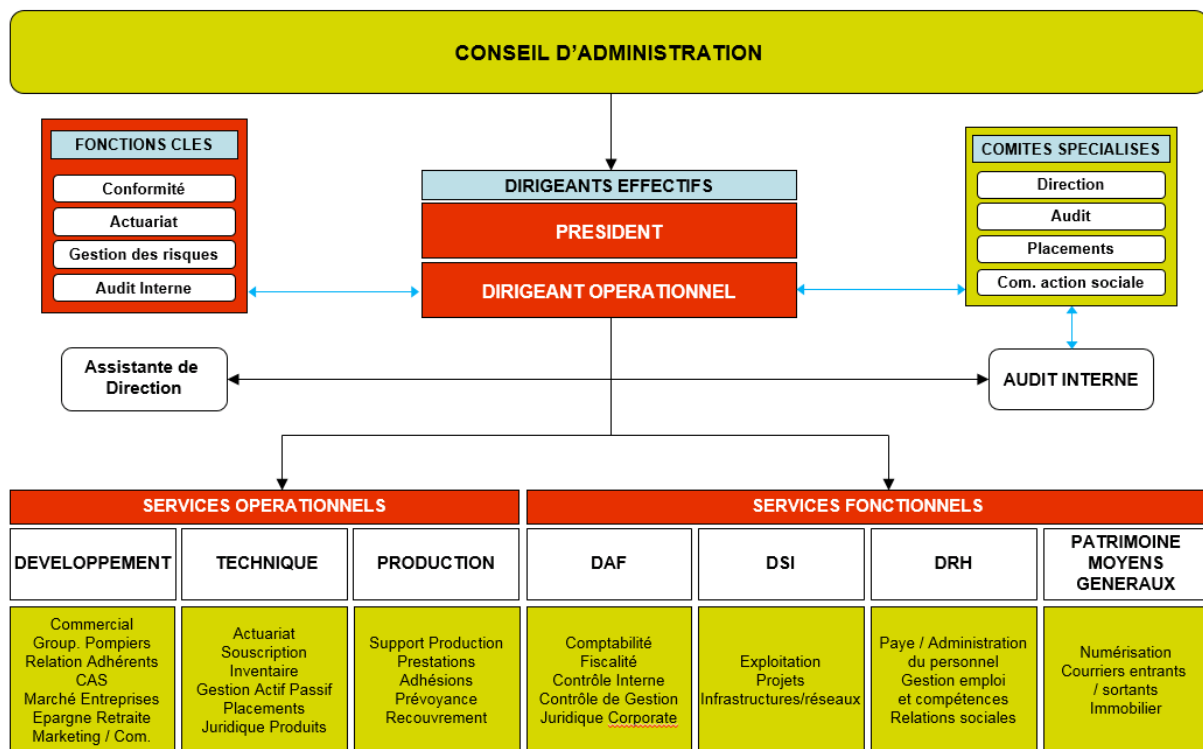 CONSEIL D'ADMINISTRATION
FONCTIONS CLES
Conformité
Actuariat
Gestion des risques
Audit Interne
DIRIGEANTS EFFECTIFS
PRESIDENT
DIRIGEANT OPERATIONNEL
COMITES SPECIALISES
Direction
Audit
Placements
Com. action sociale
Assistante de
Direction
AUDIT INTERNE
SERVICES OPERATIONNELS
SERVICES FONCTIONNELS
DEVELOPPEMENT
TECHNIQUE
PRODUCTION
DAF
DSI
DRH
PATRIMOINE
MOYENS
GENERAUX
Commercial
Group. Pompiers
Relation Adhérents
CAS
Marché Entreprises
Epargne Retraite
Marketing / Com.
Actuariat
Souscription
Inventaire
Gestion Actif Passif
Placements
Juridique Produits
Support Production
Prestations
Adhésions
Prévoyance
Recouvrement
Comptabilité
Fiscalité
Contrôle Interne
Contrôle de Gestion
Juridique Corporate
Exploitation
Projets
Infrastructures/réseaux
Paye / Administration
du personnel
Gestion emploi
et compétences
Relations sociales
Numérisation
Courriers entrants
/ sortants
Immobilier